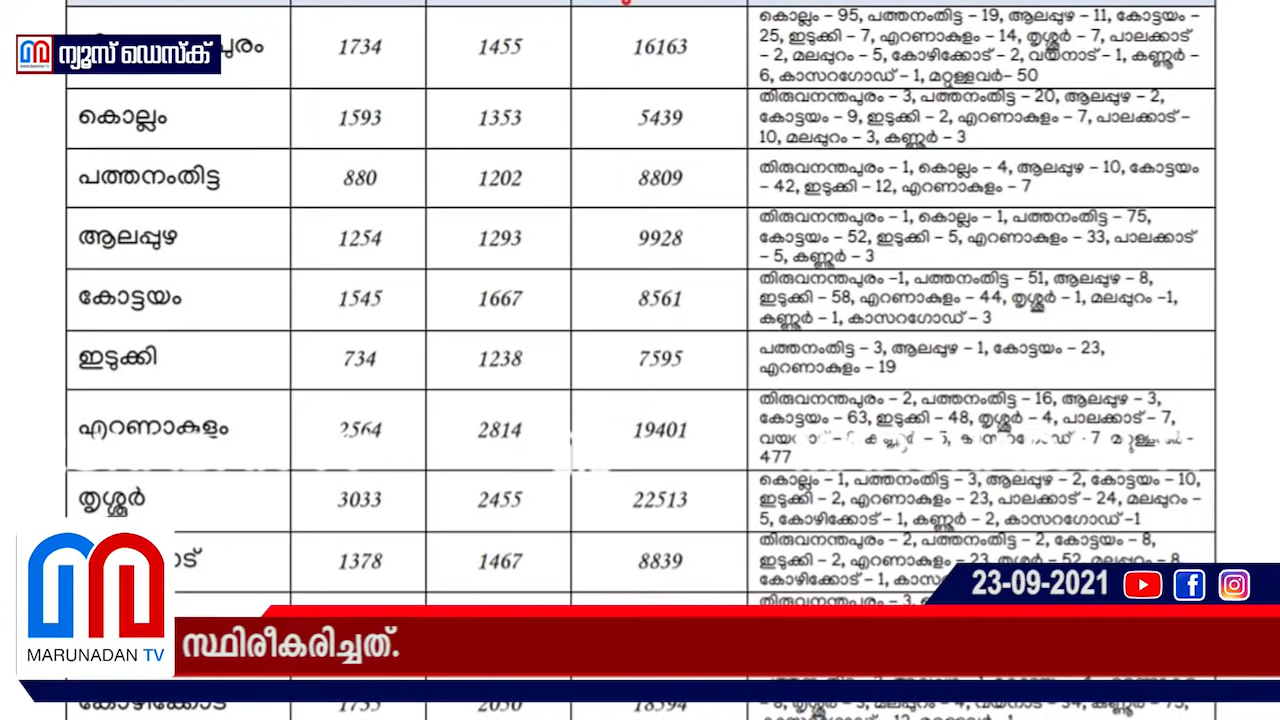 ന്യൂസ് ഡെസ്ക്
MARUNADAN TV
പുരം 1734 1455 16163 കൊല്ലം – 95, പത്തനംതിട്ട – 19, ആലപ്പുഴ – 11, കോട്ടയം –
25, ഇടുക്കി – 7, എറണാകുളം – 14, തൃശ്ശൂർ – 7, പാലക്കാട്
– 2, മലപ്പുറം – 5, കോഴിക്കോട് – 2, വയനാട് – 1, കണ്ണൂർ –
6, കാസറഗോഡ് – 1, മറ്റുള്ളവർ– 50
കൊല്ലം 1593 1353 5439 തിരുവനന്തപുരം – 3, പത്തനംതിട്ട – 20, ആലപ്പുഴ – 2,
കോട്ടയം – 9, ഇടുക്കി – 2, എറണാകുളം – 7, പാലക്കാട് –
10, മലപ്പുറം – 3, കണ്ണൂർ – 3
പത്തനംതിട്ട 880 1202 8809 തിരുവനന്തപുരം – 1, കൊല്ലം – 4, ആലപ്പുഴ – 10, കോട്ടയം
– 42, ഇടുക്കി – 12, എറണാകുളം – 7
ആലപ്പുഴ 1254 1293 9928 തിരുവനന്തപുരം – 1, കൊല്ലം – 1, പത്തനംതിട്ട – 75,
കോട്ടയം – 52, ഇടുക്കി – 5, എറണാകുളം – 33, പാലക്കാട്
– 5, കണ്ണൂർ – 3
കോട്ടയം 1545 1667 8561 തിരുവനന്തപുരം –1, പത്തനംതിട്ട – 51, ആലപ്പുഴ – 8,
ഇടുക്കി – 58, എറണാകുളം – 44, തൃശ്ശൂർ – 1, മലപ്പുറം –1,
കണ്ണൂർ – 1, കാസറഗോഡ് – 3
ഇടുക്കി 734 1238 7595 പത്തനംതിട്ട – 3, ആലപ്പുഴ – 1, കോട്ടയം – 23,
എറണാകുളം – 19
എറണാകുളം 2564 2814 19401 തിരുവനന്തപുരം – 2, പത്തനംതിട്ട – 16, ആലപ്പുഴ – 3,
കോട്ടയം – 63, ഇടുക്കി – 48, തൃശ്ശൂർ – 4, പാലക്കാട് – 7,
477
തൃശ്ശൂർ 3033 2455 22513 കൊല്ലം – 1, പത്തനംതിട്ട – 3, ആലപ്പുഴ – 2, കോട്ടയം – 10,
ഇടുക്കി – 2, എറണാകുളം – 23, പാലക്കാട് – 24, മലപ്പുറം –
5, കോഴിക്കോട് – 1, കണ്ണൂർ – 2, കാസറഗോഡ് –1
1378 1467 8839 തിരുവനന്തപുരം – 2, പത്തനംതിട്ട – 2, കോട്ടയം – 8,
ഇടുക്കി – 2, എറണാകുളം – 23, തൃശൂർ – 52, മലപ്പുറം – 8
കോഴിക്കോട് – 1,
23-09-2021
സ്ഥിരീകരിച്ചത്.
MARUNADAN TV
കോഴിക്കോട് 1735 2050 18594